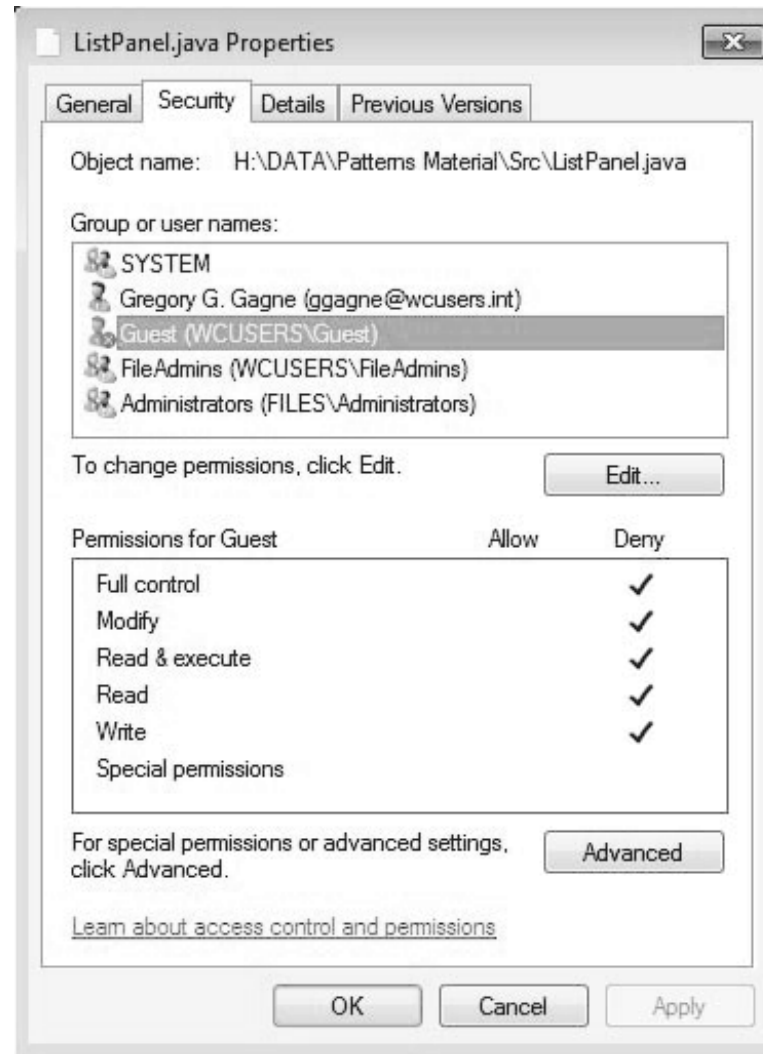 ListPanel.java Properties
General Security Details Previous Versions
Object name: H:\DATA\Patterns Material\Src\ListPanel.java
Group or user names:
SYSTEM
Gregory G. Gagne (ggagne@wcusers.int)
Guest (WCUSERS\Guest)
FileAdmins (WCUSERS\FileAdmins)
Administrators (FILES\Administrators)
To change permissions, click Edit.
Edit...
Permissions for Guest Allow Deny
Full control
Modify
Read & execute
Read
Write
Special permissions
For special permissions or advanced settings,
click Advanced.
Advanced
Learn about access control and permissions
OK Cancel Apply